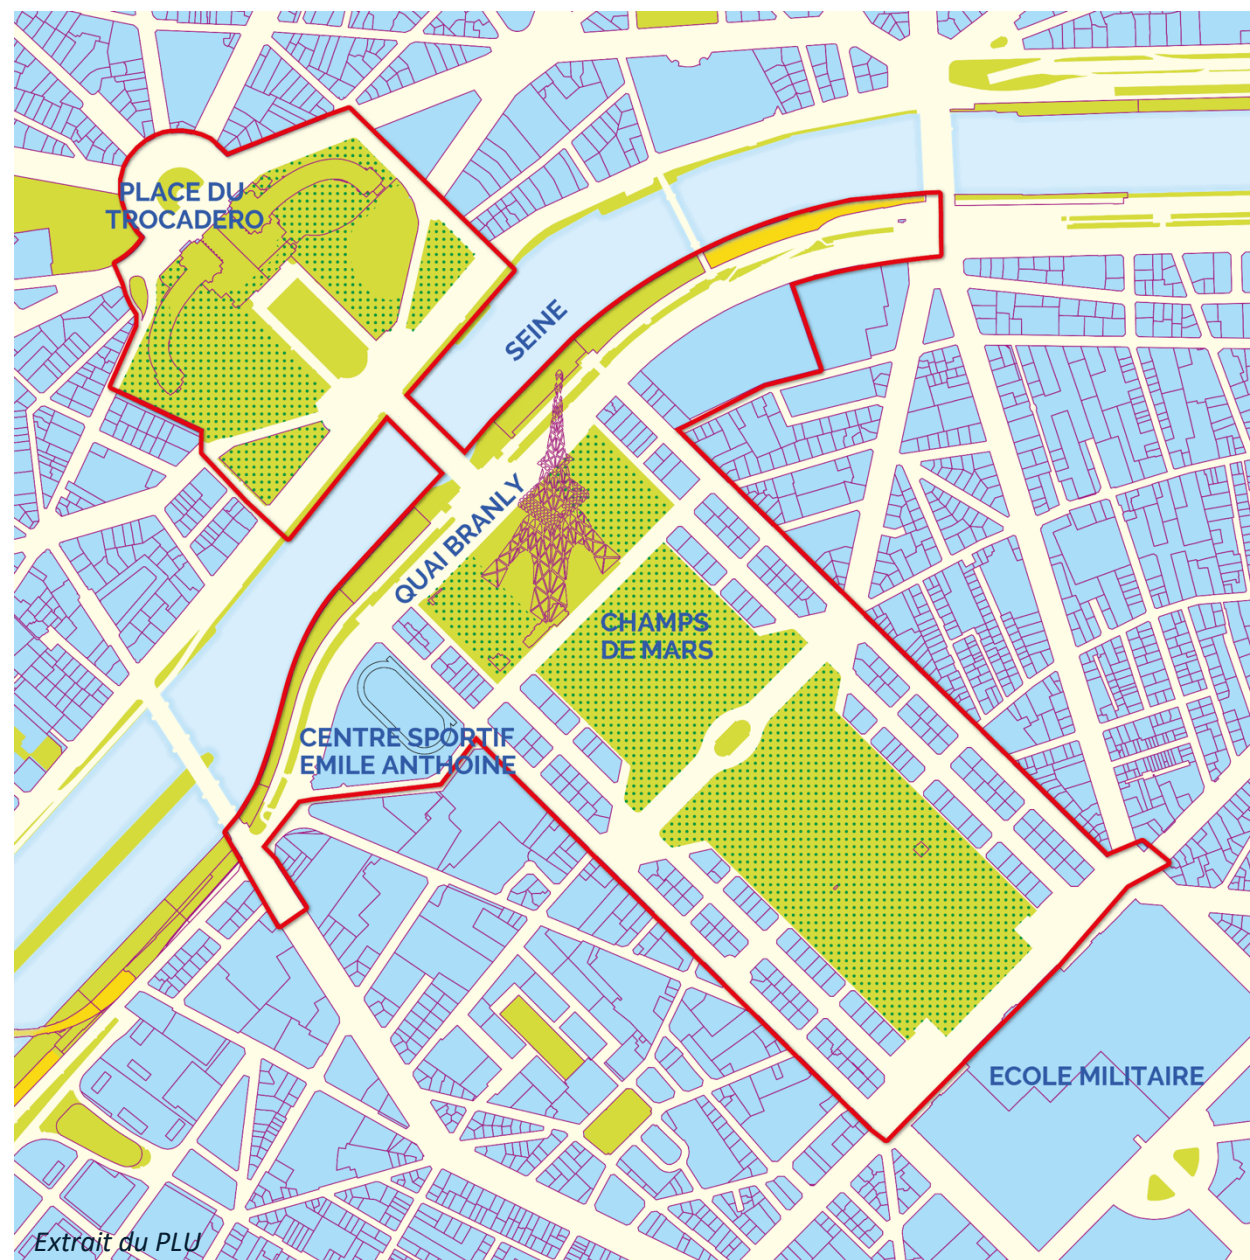 PLACE DU
TROCADERO
SEINE
QUAI BRANLY
CHAMPS
DE MARS
CENTRE SPORTIF
EMILE ANTHOINE
ECOLE MILITAIRE
Extrait du PLU